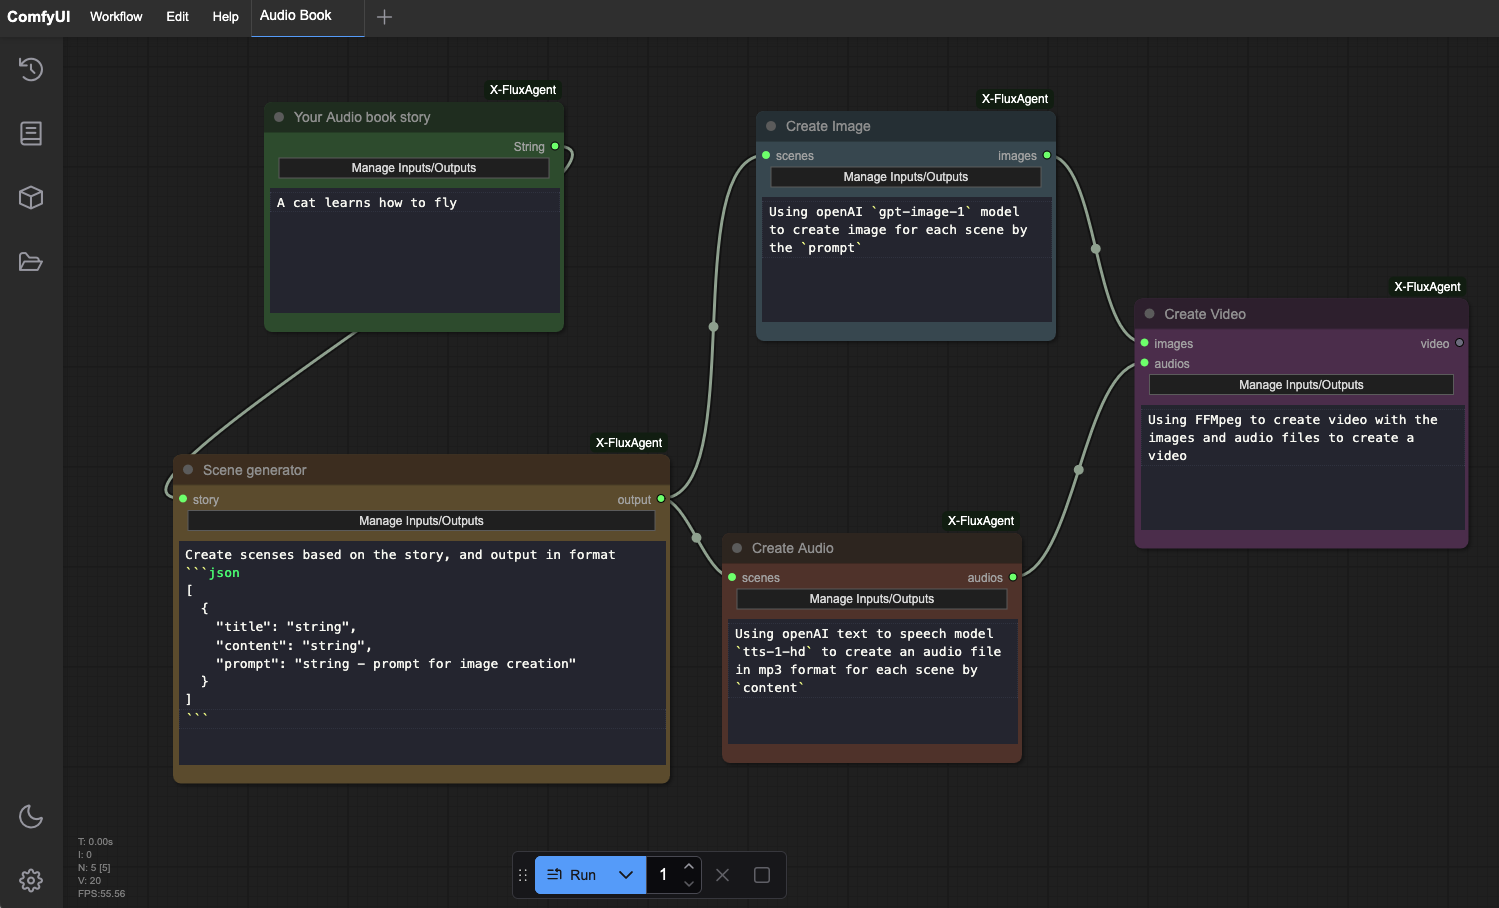 ComfyUI Workflow Edit Help Audio Book
X-FluxAgent
Your Audio book story
String
Manage Inputs/Outputs
A cat learns how to fly
X-FluxAgent
Create Image
scenes images
Manage Inputs/Outputs
Using openAI `gpt-image-1` model
to create image for each scene by
the `prompt`
X-FluxAgent
Create Video
images video
audios
Manage Inputs/Outputs
Using FFMpeg to create video with the
images and audio files to create a
video
X-FluxAgent
Scene generator
story output
Manage Inputs/Outputs
Create scenses based on the story, and output in format
```json
[
  {
    "title": "string",
    "content": "string",
    "prompt": "string - prompt for image creation"
  }
]
```
X-FluxAgent
Create Audio
scenes audios
Manage Inputs/Outputs
Using openAI text to speech model
`tts-1-hd` to create an audio file
in mp3 format for each scene by
`content`
T: 0.00s
I: 0
N: 5 [5]
V: 20
FPS:55.56
Run 1